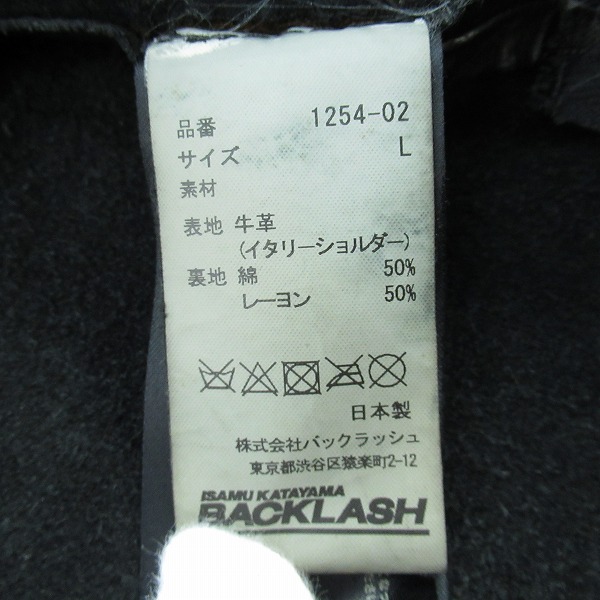 品番 1254-02
サイズ L
素材
表地 牛革
(イタリーショルダー)
裏地 綿 50%
レーヨン 50%
日本製
株式会社バックラッシュ
東京都渋谷区猿楽町2-12
ISAMU KATAYAMA
BACKLASH